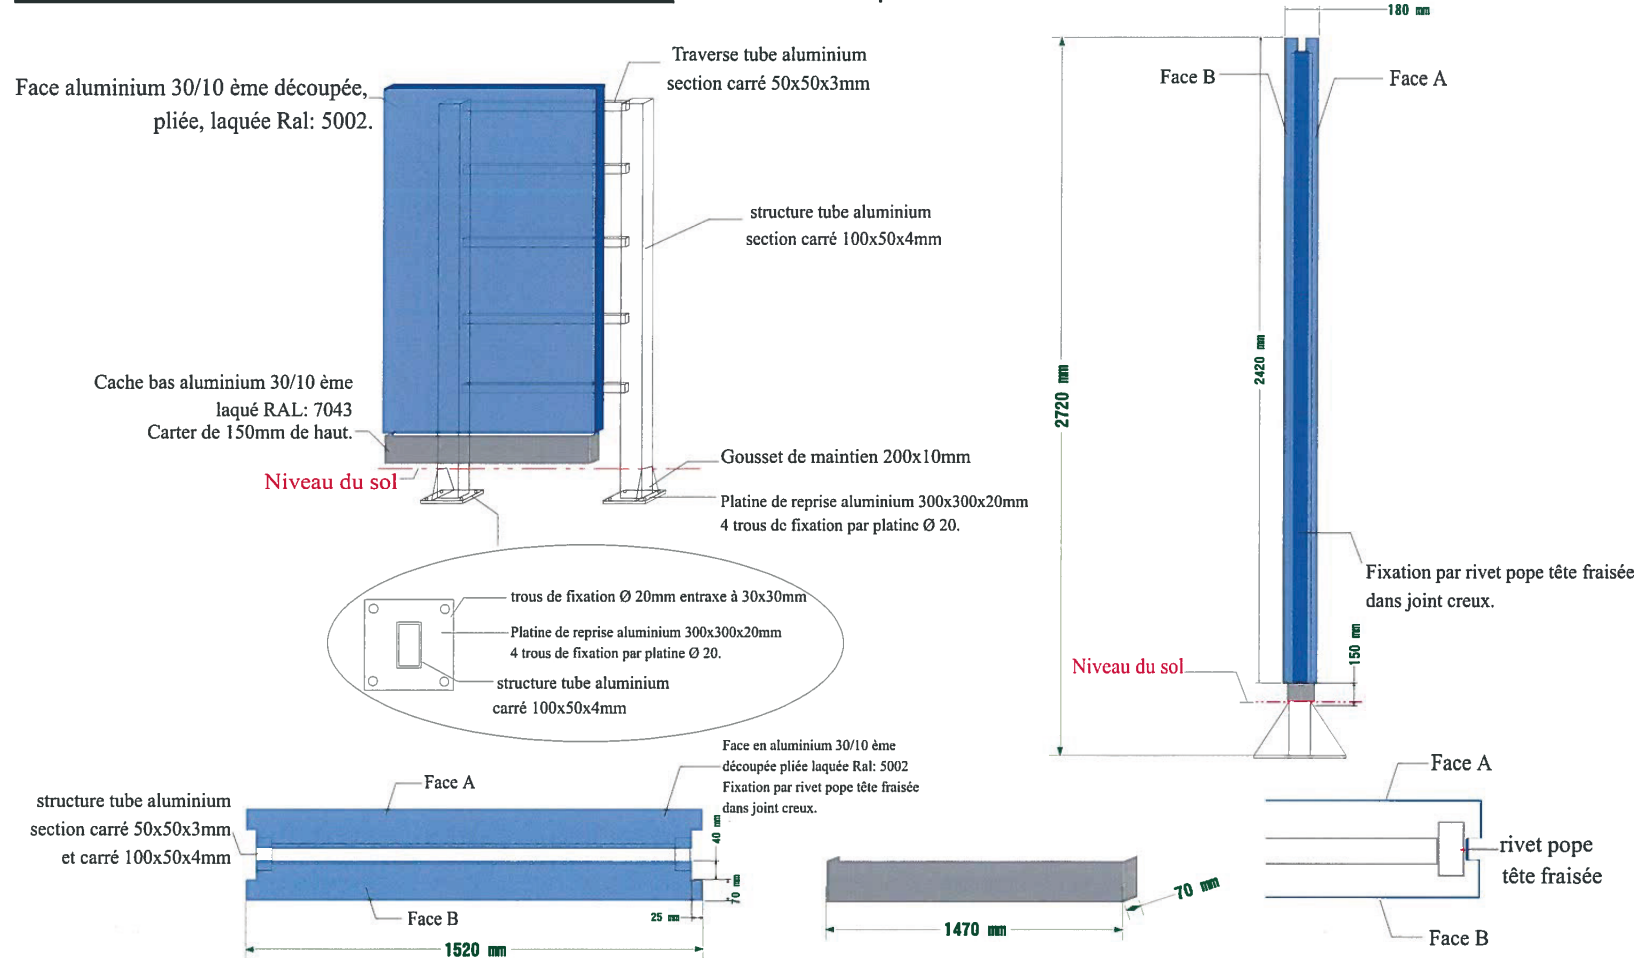 Face aluminium 30/10 ème découpée,
pliée, laquée Ral: 5002.
Traverse tube aluminium
section carré 50x50x3mm
structure tube aluminium
section carré 100x50x4mm
Cache bas aluminium 30/10 ème
laqué RAL: 7043
Carter de 150mm de haut.
Niveau du sol
Gousset de maintien 200x10mm
Platine de reprise aluminium 300x300x20mm
4 trous de fixation par platine Ø 20.
trous de fixation Ø 20mm entraxe à 30x30mm
Platine de reprise aluminium 300x300x20mm
4 trous de fixation par platine Ø 20.
structure tube aluminium
carré 100x50x4mm
180 mm
Face B
Face A
2720 mm
2420 mm
Fixation par rivet pope tête fraisée
dans joint creux.
150 mm
Niveau du sol
Face en aluminium 30/10 ème
découpée pliée laquée Ral: 5002
Fixation par rivet pope tête fraisée
dans joint creux.
Face A
structure tube aluminium
section carré 50x50x3mm
et carré 100x50x4mm
40 mm
70 mm
25 mm
Face B
1520 mm
70 mm
1470 mm
Face A
rivet pope
tête fraisée
Face B